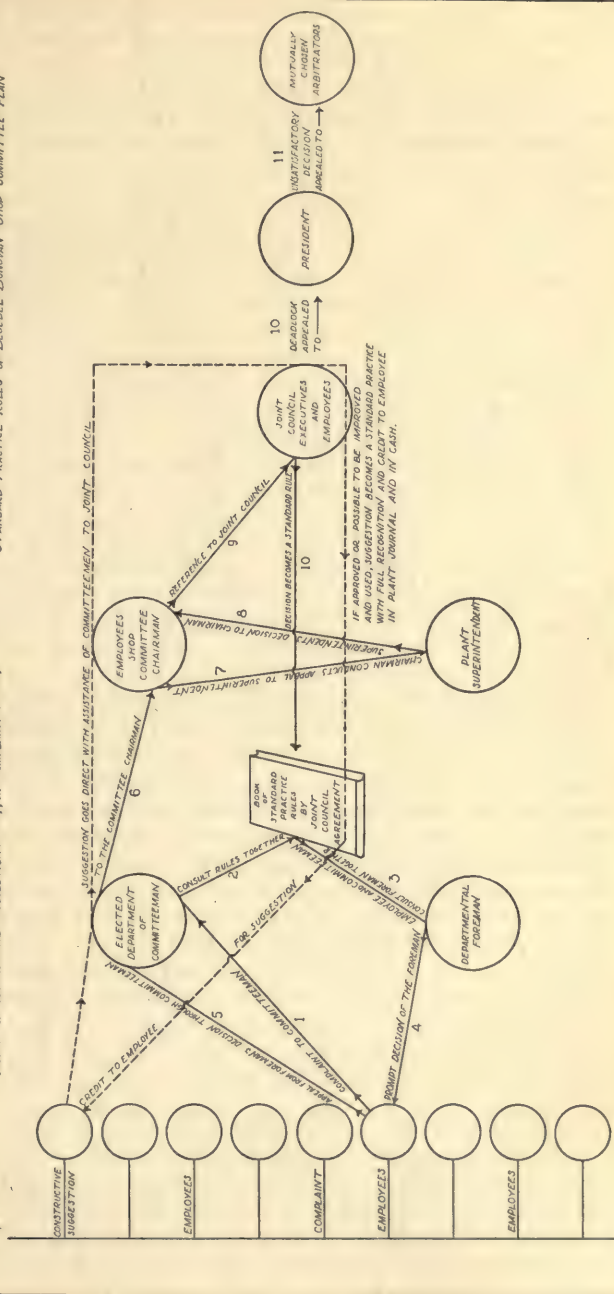 STANDARD PRACTICE RULES
SHOP COMMITTEE PLAN
CONSTRUCTIVE
SUGGESTION
EMPLOYEES
COMPLAINT
EMPLOYEES
EMPLOYEES
SUGGESTION GOES DIRECT WITH ASSISTANCE OF COMMITTEEMEN TO JOINT COUNCIL
CREDIT TO EMPLOYEE
FOR SUGGESTION
APPEAL FROM FOREMAN'S DECISION THROUGH COMMITTEEMAN
5
1
COMPLAINT TO COMMITTEEMAN
PROMPT DECISION OF THE FOREMAN
4
ELECTED
DEPARTMENT
OF
COMMITTEEMAN
DEPARTMENTAL
FOREMAN
CONSULT RULES TOGETHER
2
EMPLOYEE AND COMMITTEEMAN
CONSULT FOREMAN TOGETHER
3
BOOK
OF
STANDARD
PRACTICE
RULES
BY
JOINT
COUNCIL
AGREEMENT
TO THE COMMITTEE CHAIRMAN
6
EMPLOYEES
SHOP
COMMITTEE
CHAIRMAN
7
CHAIRMAN CONDUCTS APPEAL TO SUPERINTENDENT
8
SUPERINTENDENTS DECISION TO CHAIRMAN
PLANT
SUPERINTENDENT
REFERENCE TO JOINT COUNCIL
9
DECISION BECOMES A STANDARD RULE
10
JOINT
COUNCIL
EXECUTIVES
AND
EMPLOYEES
IF APPROVED OR POSSIBLE TO BE IMPROVED
AND USED, SUGGESTION BECOMES A STANDARD PRACTICE
WITH FULL RECOGNITION AND CREDIT TO EMPLOYEE
IN PLANT JOURNAL AND IN CASH.
10
DEADLOCK
APPEALED
TO
PRESIDENT
11
UNSATISFACTORY
DECISION
APPEALED TO
MUTUALLY
CHOSEN
ARBITRATORS